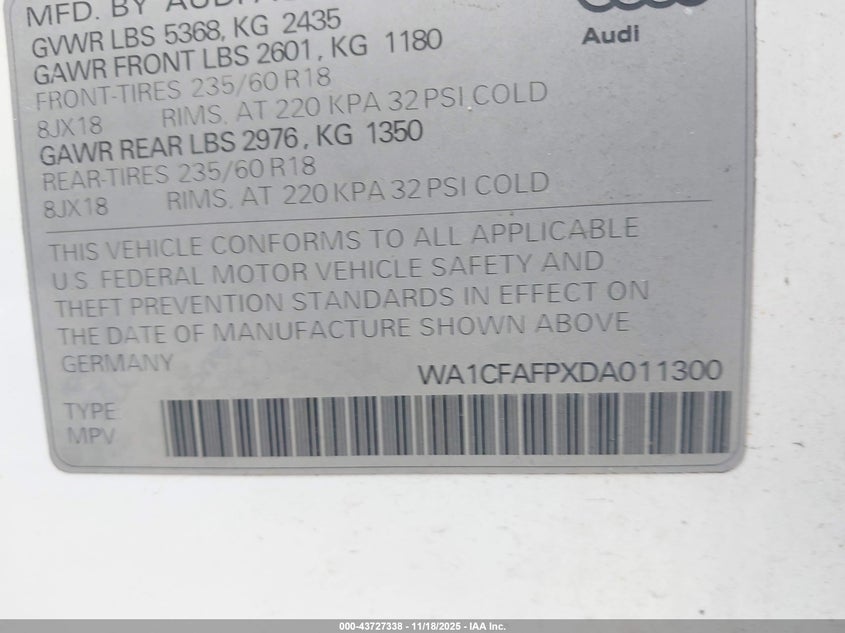 MFD. BY AUDI
GVWR LBS 5368, KG 2435
GAWR FRONT LBS 2601, KG 1180
FRONT-TIRES 235/60 R18
8JX18 RIMS, AT 220 KPA 32 PSI COLD
GAWR REAR LBS 2976, KG 1350
REAR-TIRES 235/60 R18
8JX18 RIMS, AT 220 KPA 32 PSI COLD
THIS VEHICLE CONFORMS TO ALL APPLICABLE
U.S. FEDERAL MOTOR VEHICLE SAFETY AND
THEFT PREVENTION STANDARDS IN EFFECT ON
THE DATE OF MANUFACTURE SHOWN ABOVE
GERMANY
WA1CFAFPXDA011300
TYPE
MPV
Audi
000-43727338 - 11/18/2025 - IAA Inc.